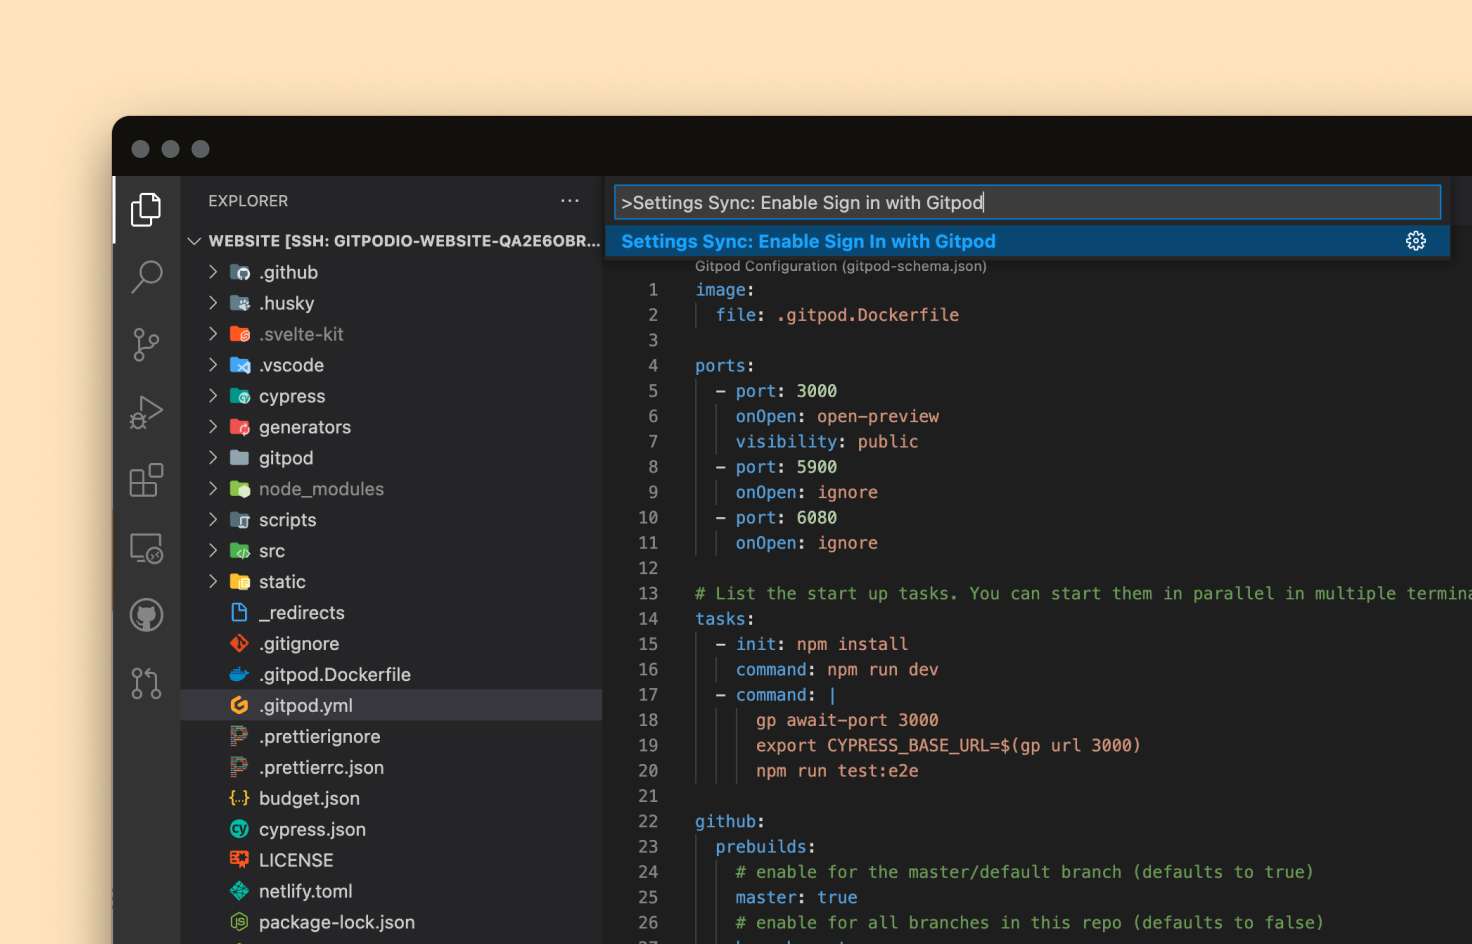 EXPLORER
WEBSITE [SSH: GITPODIO-WEBSITE-QA2E6OBR...
.github
.husky
.svelte-kit
.vscode
cypress
generators
gitpod
node_modules
scripts
src
static
_redirects
.gitignore
.gitpod.Dockerfile
.gitpod.yml
.prettierignore
.prettierrc.json
budget.json
cypress.json
LICENSE
netlify.toml
package-lock.json
>Settings Sync: Enable Sign in with Gitpod
Settings Sync: Enable Sign In with Gitpod
Gitpod Configuration (gitpod-schema.json)
1 image:
2 file: .gitpod.Dockerfile
3
4 ports:
5 - port: 3000
6 onOpen: open-preview
7 visibility: public
8 - port: 5900
9 onOpen: ignore
10 - port: 6080
11 onOpen: ignore
12
13 # List the start up tasks. You can start them in parallel in multiple termina
14 tasks:
15 - init: npm install
16 command: npm run dev
17 - command: |
18 gp await-port 3000
19 export CYPRESS_BASE_URL=$(gp url 3000)
20 npm run test:e2e
21
22 github:
23 prebuilds:
24 # enable for the master/default branch (defaults to true)
25 master: true
26 # enable for all branches in this repo (defaults to false)